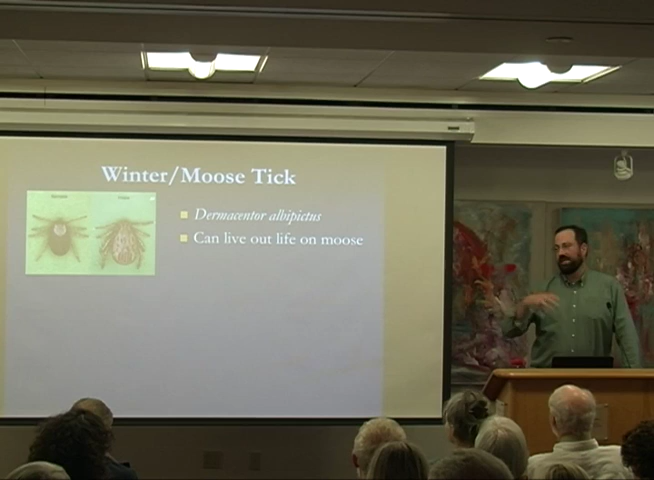 Winter/Moose Tick
Dermacentor albipictus
Can live out life on moose